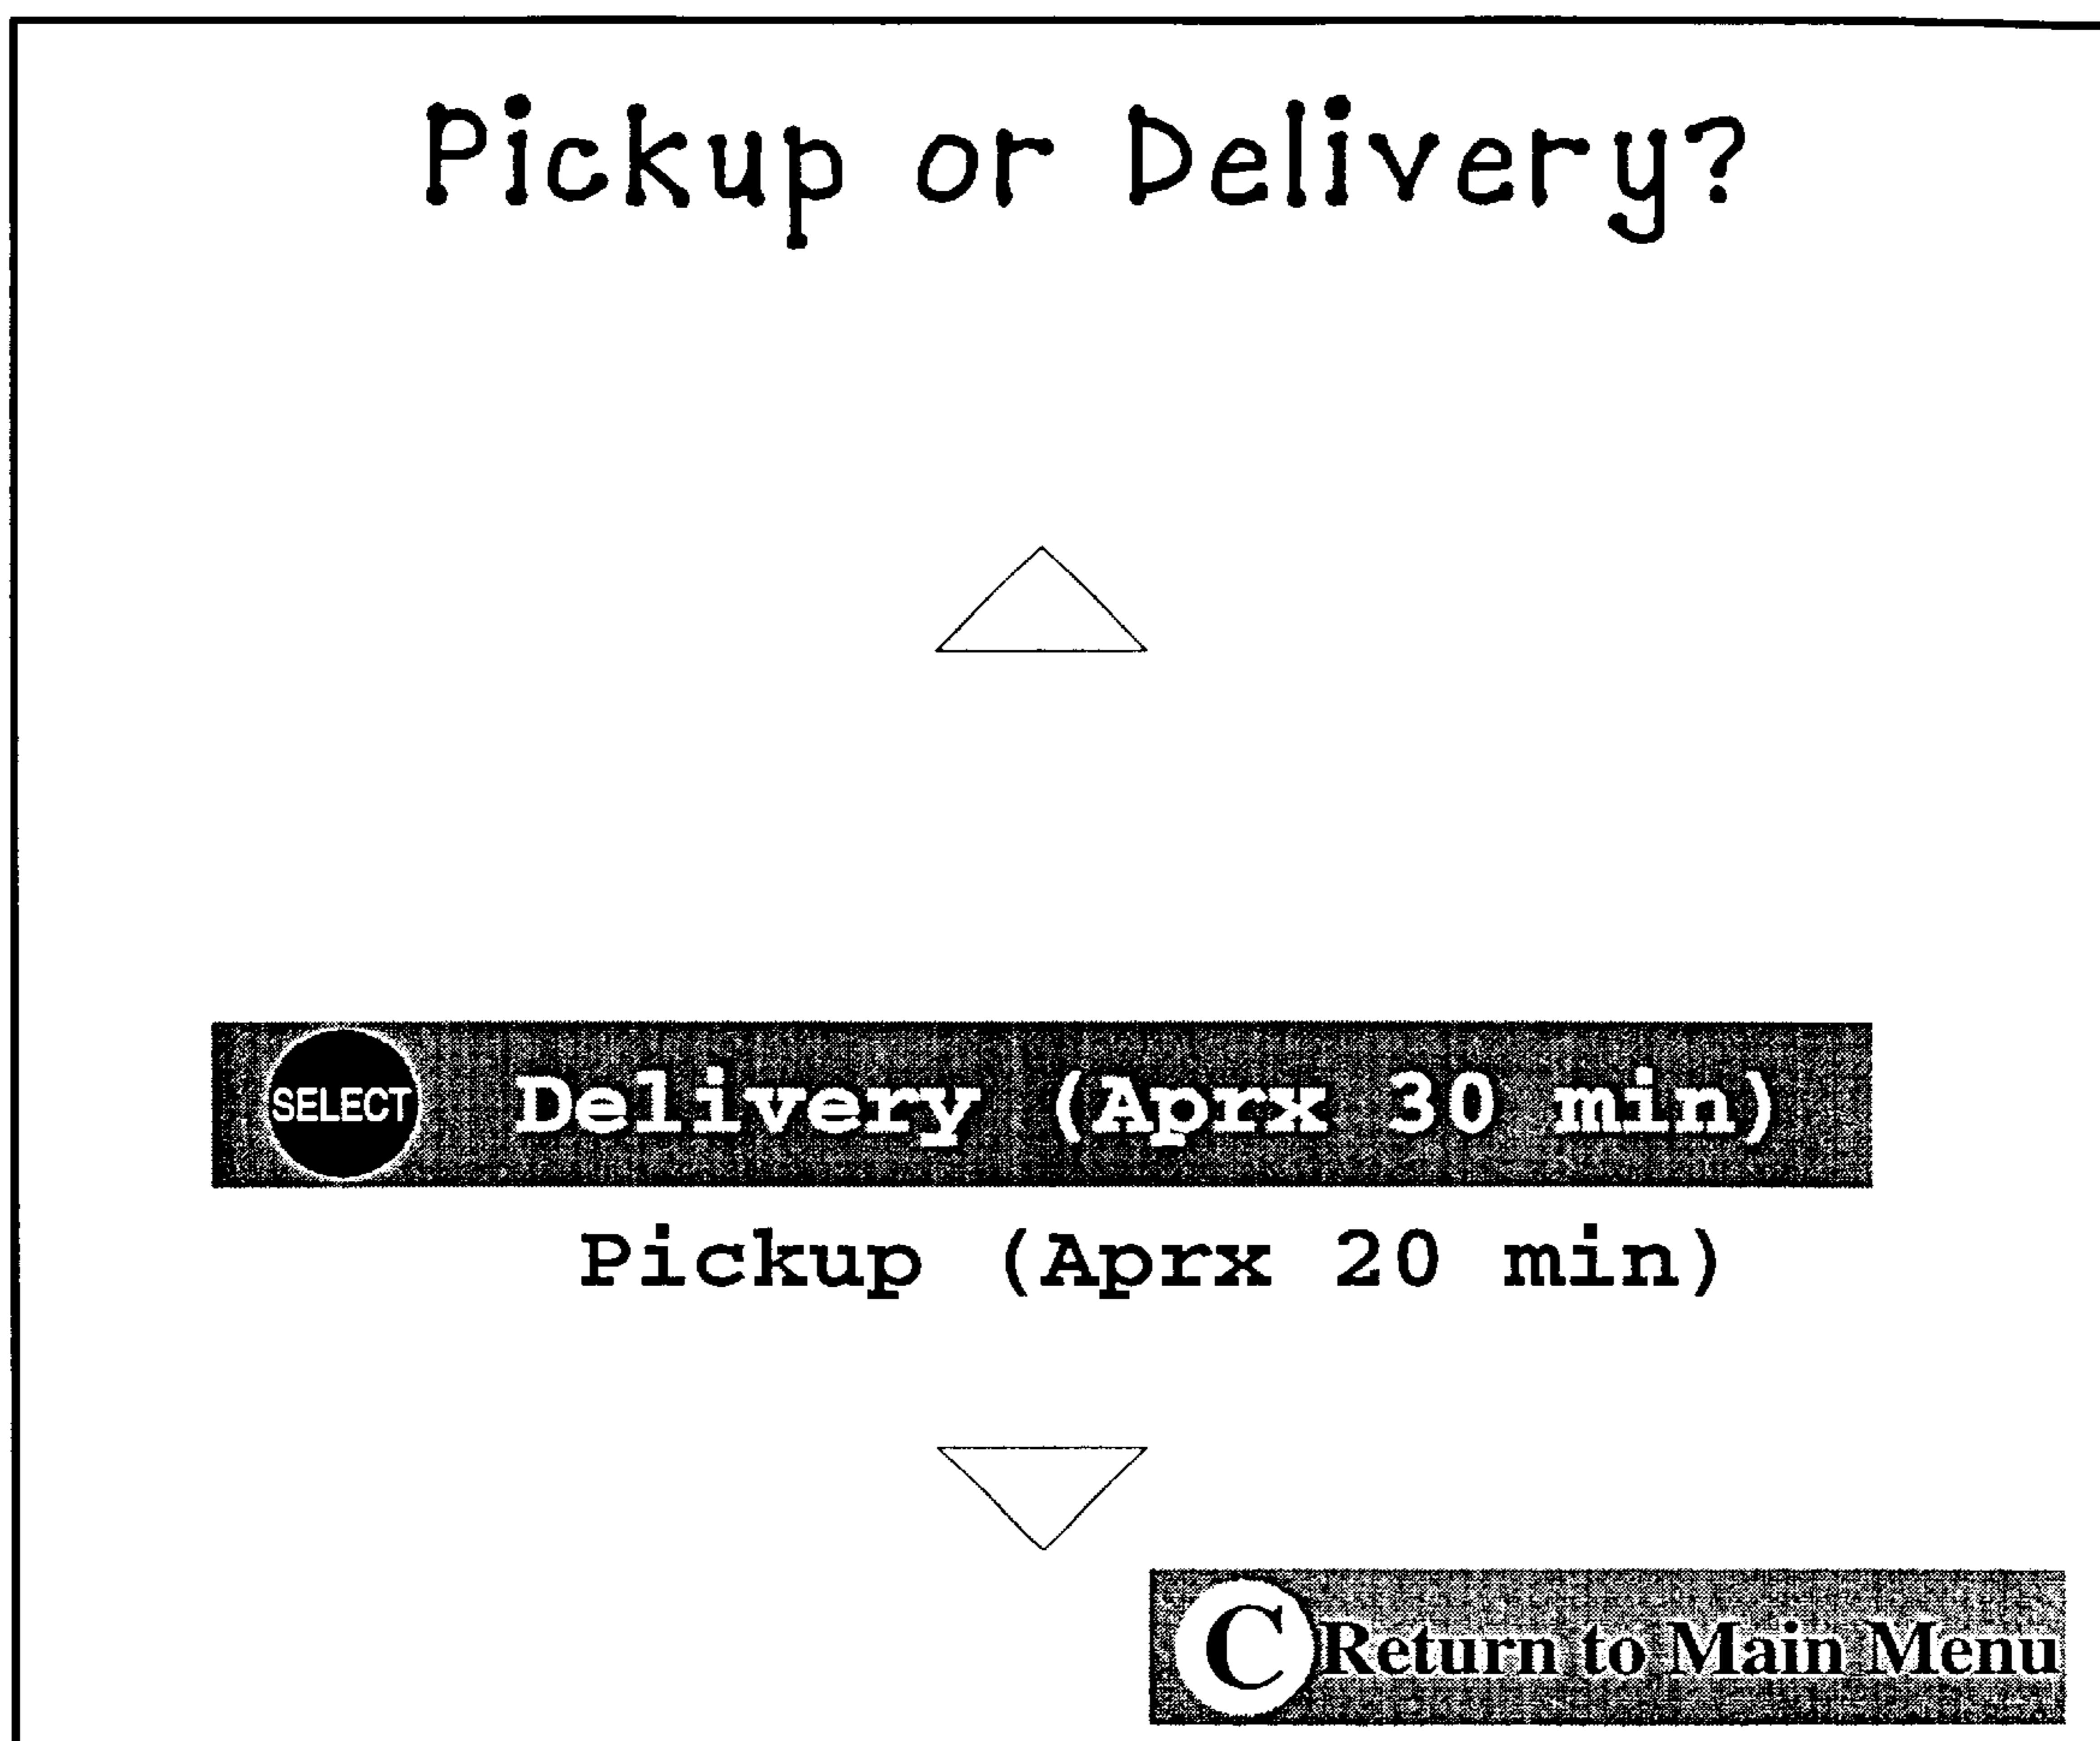 Pickup or Delivery?
SELECT Delivery (Aprx 30 min)
Pickup (Aprx 20 min)
C Return to Main Menu